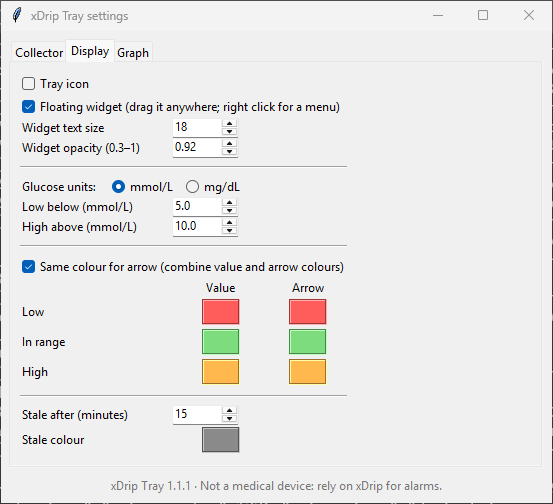 xDrip Tray settings
Collector Display Graph
Tray icon
Floating widget (drag it anywhere; right click for a menu)
Widget text size 18
Widget opacity (0.3–1) 0.92
Glucose units: mmol/L mg/dL
Low below (mmol/L) 5.0
High above (mmol/L) 10.0
Same colour for arrow (combine value and arrow colours)
Value Arrow
Low
In range
High
Stale after (minutes) 15
Stale colour
xDrip Tray 1.1.1 · Not a medical device: rely on xDrip for alarms.